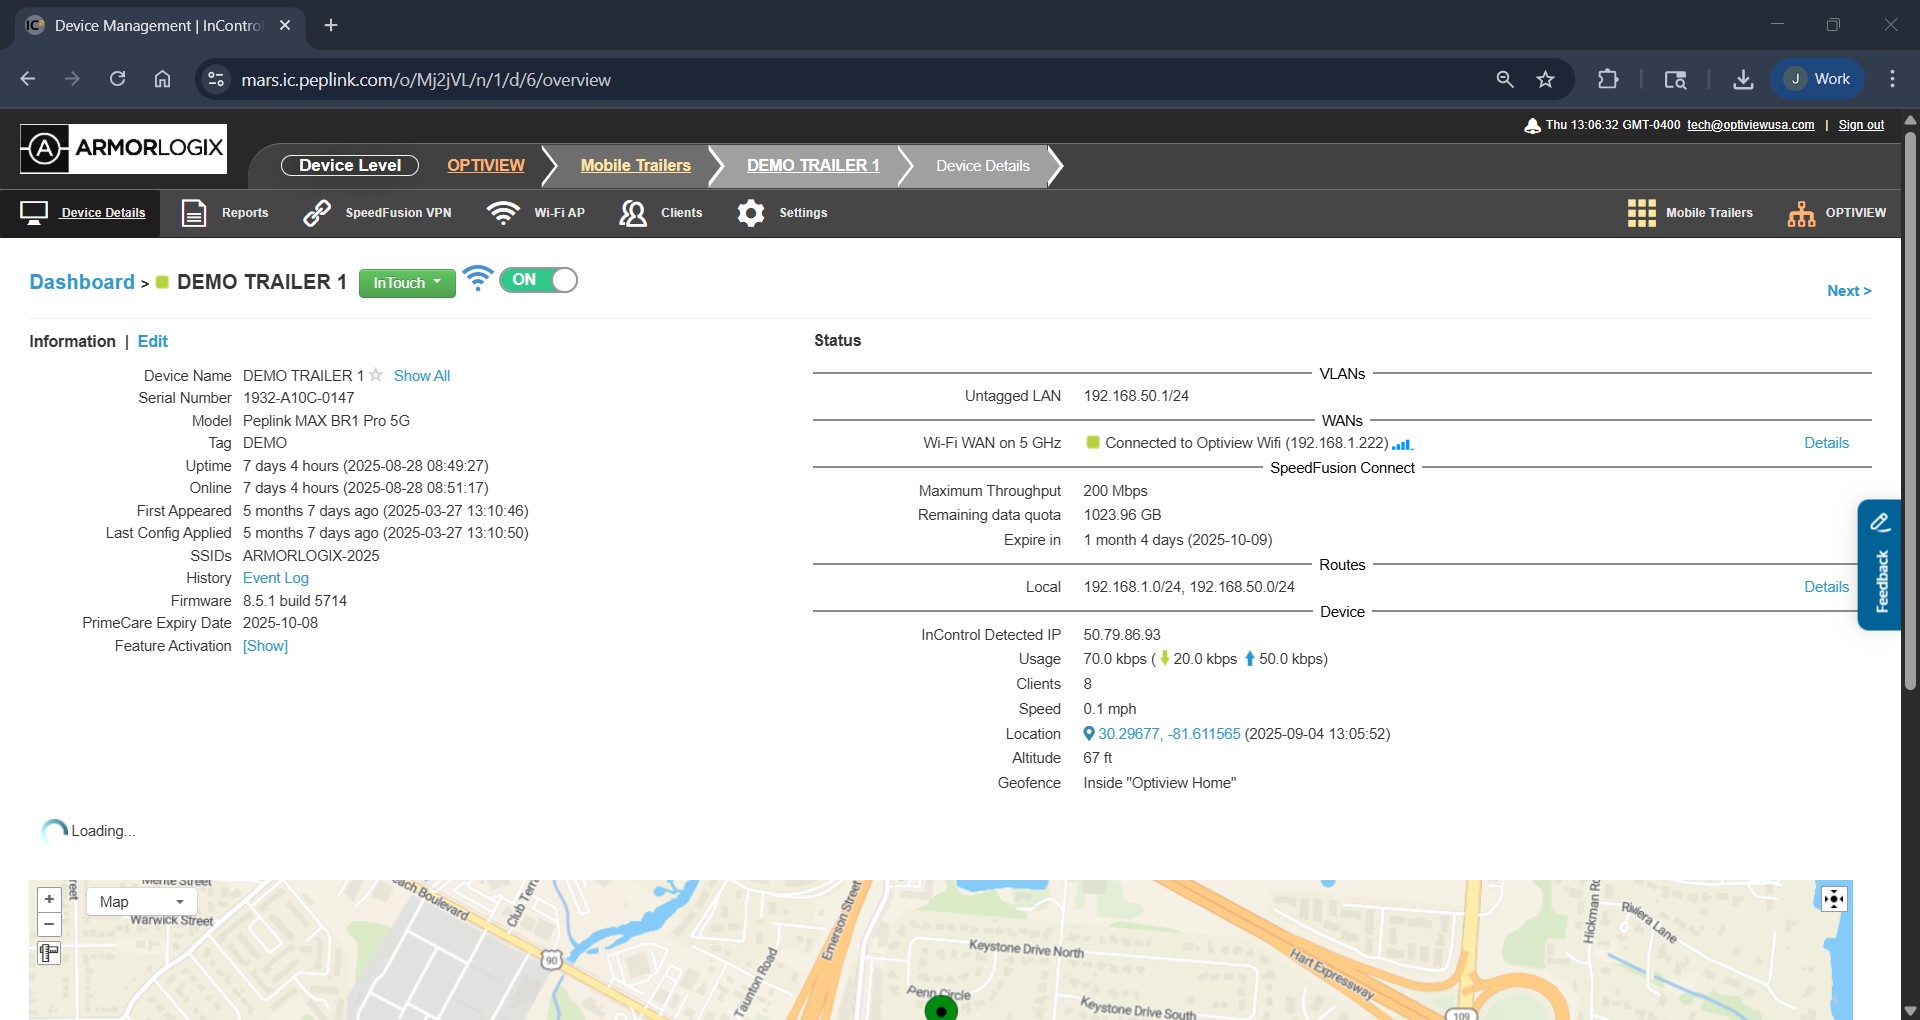 Device Management | InContro
mars.ic.peplink.com/o/Mj2jVL/n/1/d/6/overview
J Work
Thu 13:06:32 GMT-0400 tech@optiviewusa.com | Sign out
A ARMORLOGIX
Device Level OPTIVIEW Mobile Trailers DEMO TRAILER 1 Device Details
Device Details Reports SpeedFusion VPN Wi-Fi AP Clients Settings Mobile Trailers OPTIVIEW
Dashboard > DEMO TRAILER 1 InTouch ON
Next >
Information | Edit
Device Name DEMO TRAILER 1 Show All
Serial Number 1932-A10C-0147
Model Peplink MAX BR1 Pro 5G
Tag DEMO
Uptime 7 days 4 hours (2025-08-28 08:49:27)
Online 7 days 4 hours (2025-08-28 08:51:17)
First Appeared 5 months 7 days ago (2025-03-27 13:10:46)
Last Config Applied 5 months 7 days ago (2025-03-27 13:10:50)
SSIDs ARMORLOGIX-2025
History Event Log
Firmware 8.5.1 build 5714
PrimeCare Expiry Date 2025-10-08
Feature Activation [Show]
Status
VLANs
Untagged LAN 192.168.50.1/24
WANs
Wi-Fi WAN on 5 GHz Connected to Optiview Wifi (192.168.1.222) Details
SpeedFusion Connect
Maximum Throughput 200 Mbps
Remaining data quota 1023.96 GB
Expire in 1 month 4 days (2025-10-09)
Routes
Local 192.168.1.0/24, 192.168.50.0/24 Details
Device
InControl Detected IP 50.79.86.93
Usage 70.0 kbps ( 20.0 kbps 50.0 kbps)
Clients 8
Speed 0.1 mph
Location 30.29677, -81.611565 (2025-09-04 13:05:52)
Altitude 67 ft
Geofence Inside "Optiview Home"
Feedback
Loading...
+
Map
−
Warwick Street
each Boulevard
Club Terr
90
Taunton Road
Emerson Street
Keystone Drive North
Penn Circle
Keystone Drive South
Hart Expressway
109
Hickman Ro
Riviera Lane